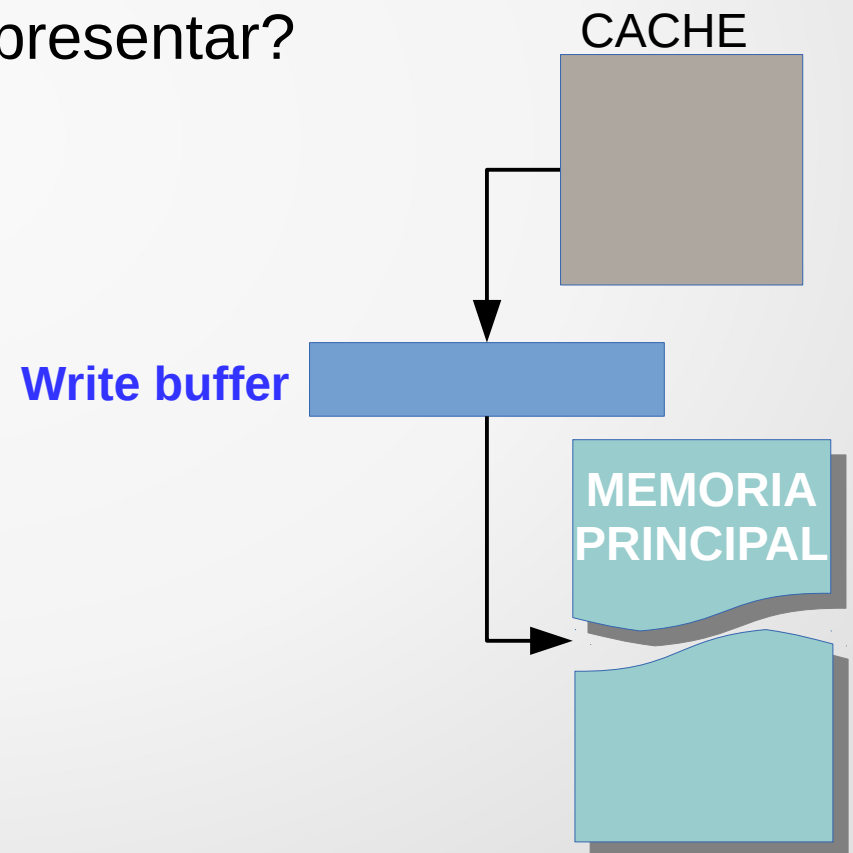 presentar?
CACHE
Write buffer
MEMORIA
PRINCIPAL